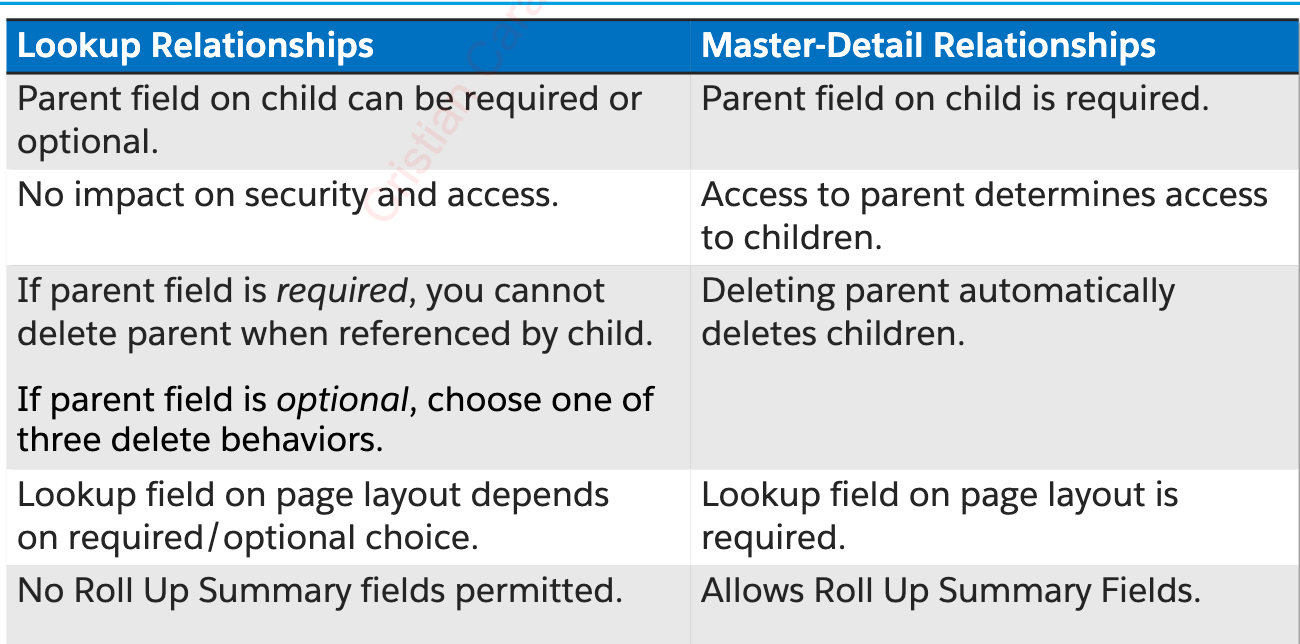 Lookup Relationships
Master-Detail Relationships
Parent field on child can be required or
optional.
Parent field on child is required.
No impact on security and access.
Access to parent determines access
to children.
If parent field is required, you cannot
delete parent when referenced by child.
If parent field is optional, choose one of
three delete behaviors.
Deleting parent automatically
deletes children.
Lookup field on page layout depends
on required/optional choice.
Lookup field on page layout is
required.
No Roll Up Summary fields permitted.
Allows Roll Up Summary Fields.
Cristian